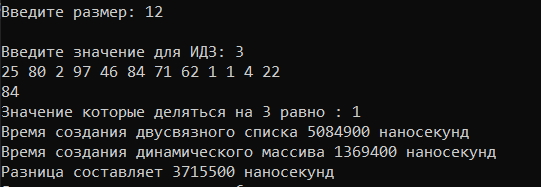 Введите размер: 12
Введите значение для ИДЗ: 3
25 80 2 97 46 84 71 62 1 1 4 22
84
Значение которые деляться на 3 равно : 1
Время создания двусвязного списка 5084900 наносекунд
Время создания динамического массива 1369400 наносекунд
Разница составляет 3715500 наносекунд